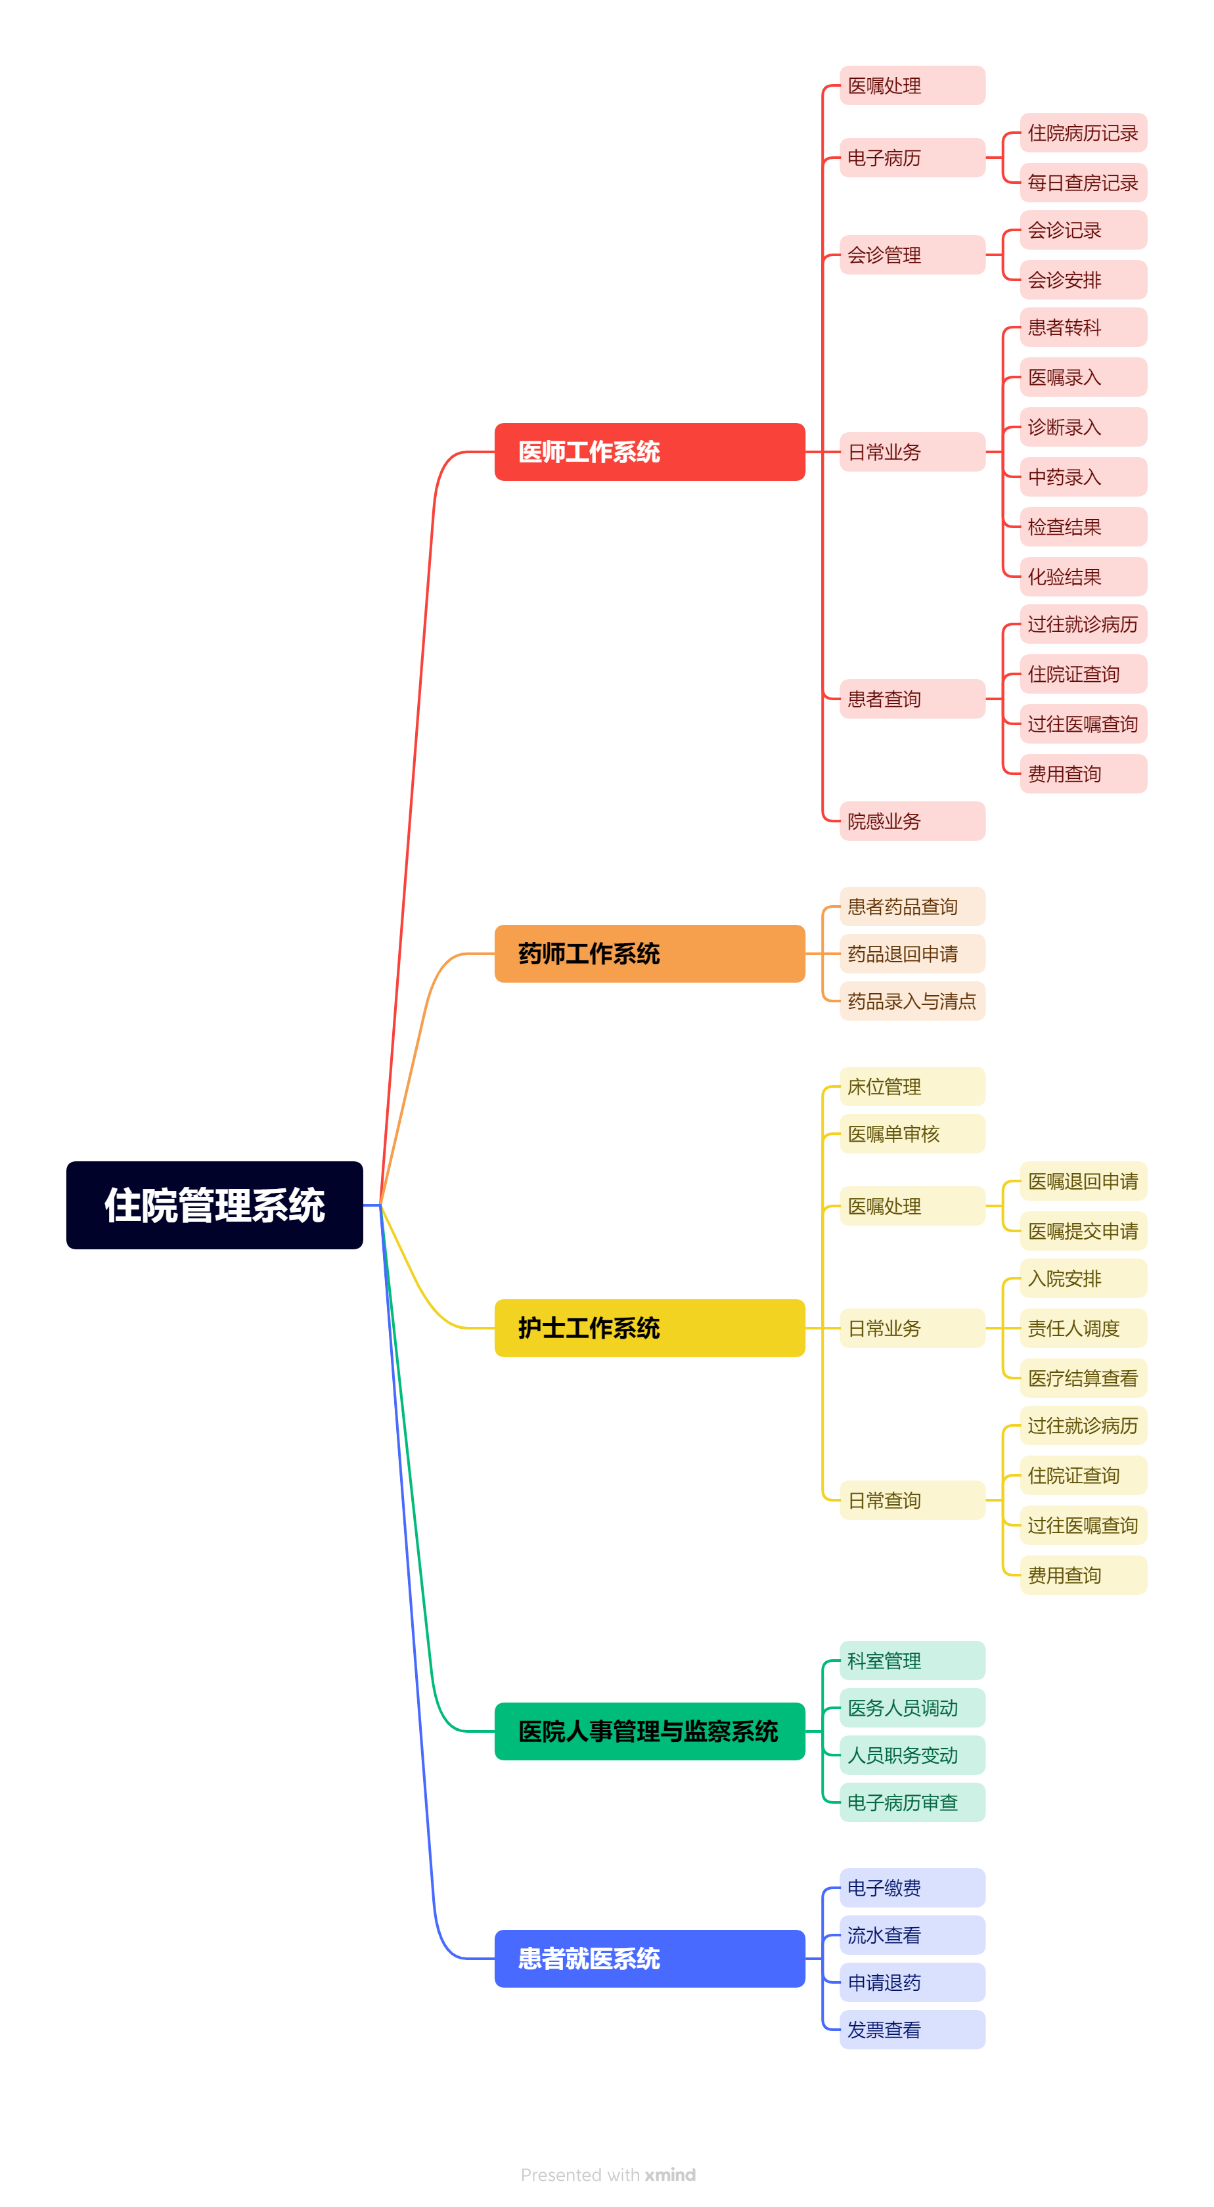 住院管理系统
医师工作系统
医嘱处理
电子病历
住院病历记录
每日查房记录
会诊管理
会诊记录
会诊安排
日常业务
患者转科
医嘱录入
诊断录入
中药录入
检查结果
化验结果
患者查询
过往就诊病历
住院证查询
过往医嘱查询
费用查询
院感业务
药师工作系统
患者药品查询
药品退回申请
药品录入与清点
护士工作系统
床位管理
医嘱单审核
医嘱处理
医嘱退回申请
医嘱提交申请
日常业务
入院安排
责任人调度
医疗结算查看
日常查询
过往就诊病历
住院证查询
过往医嘱查询
费用查询
医院人事管理与监察系统
科室管理
医务人员调动
人员职务变动
电子病历审查
患者就医系统
电子缴费
流水查看
申请退药
发票查看
Presented with xmind